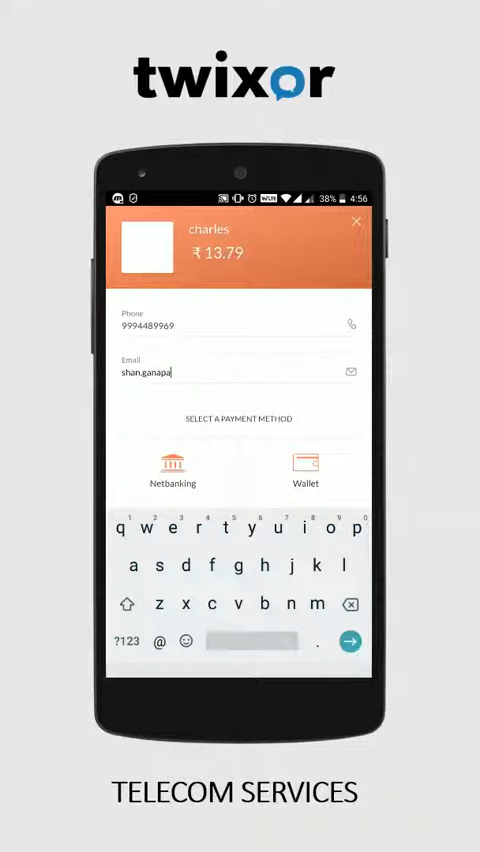 twixor
VoLTE 38% 4:56
charles
₹ 13.79
Phone
9994489969
Email
shan.ganapa
SELECT A PAYMENT METHOD
Netbanking Wallet
1 2 3 4 5 6 7 8 9 0
q w e r t y u i o p
a s d f g h j k l
z x c v b n m
?123 @ .
TELECOM SERVICES